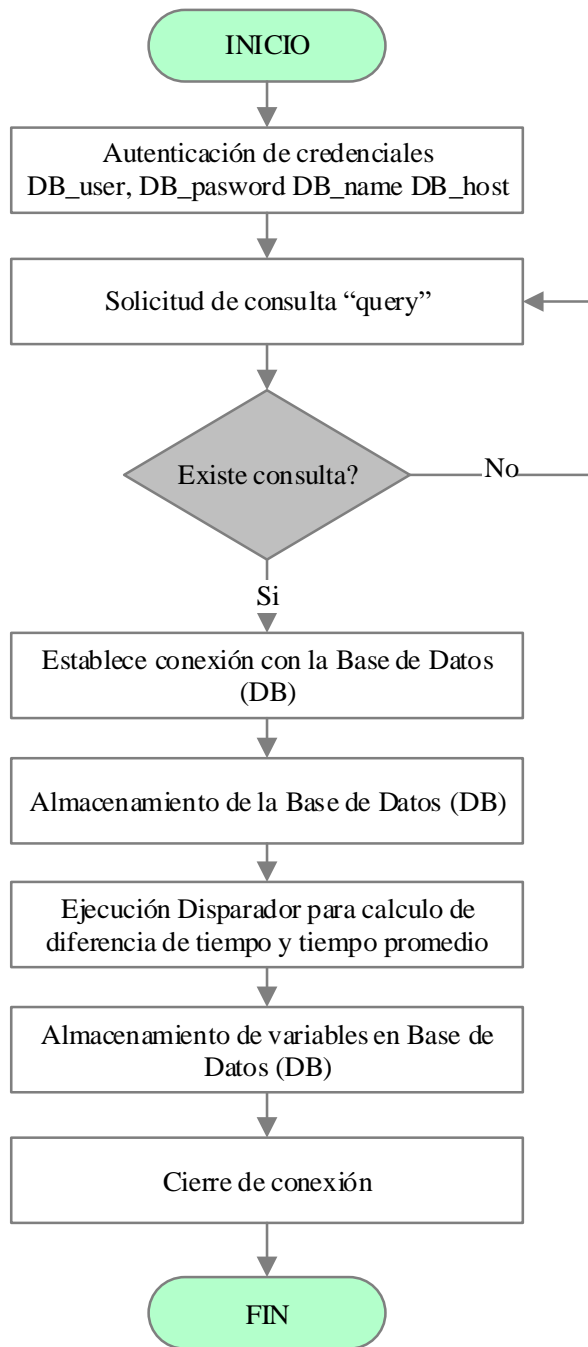 INICIO
Autenticación de credenciales
DB_user, DB_pasword DB_name DB_host
Solicitud de consulta “query”
Existe consulta?
No
Si
Establece conexión con la Base de Datos
(DB)
Almacenamiento de la Base de Datos (DB)
Ejecución Disparador para calculo de
diferencia de tiempo y tiempo promedio
Almacenamiento de variables en Base de
Datos (DB)
Cierre de conexión
FIN